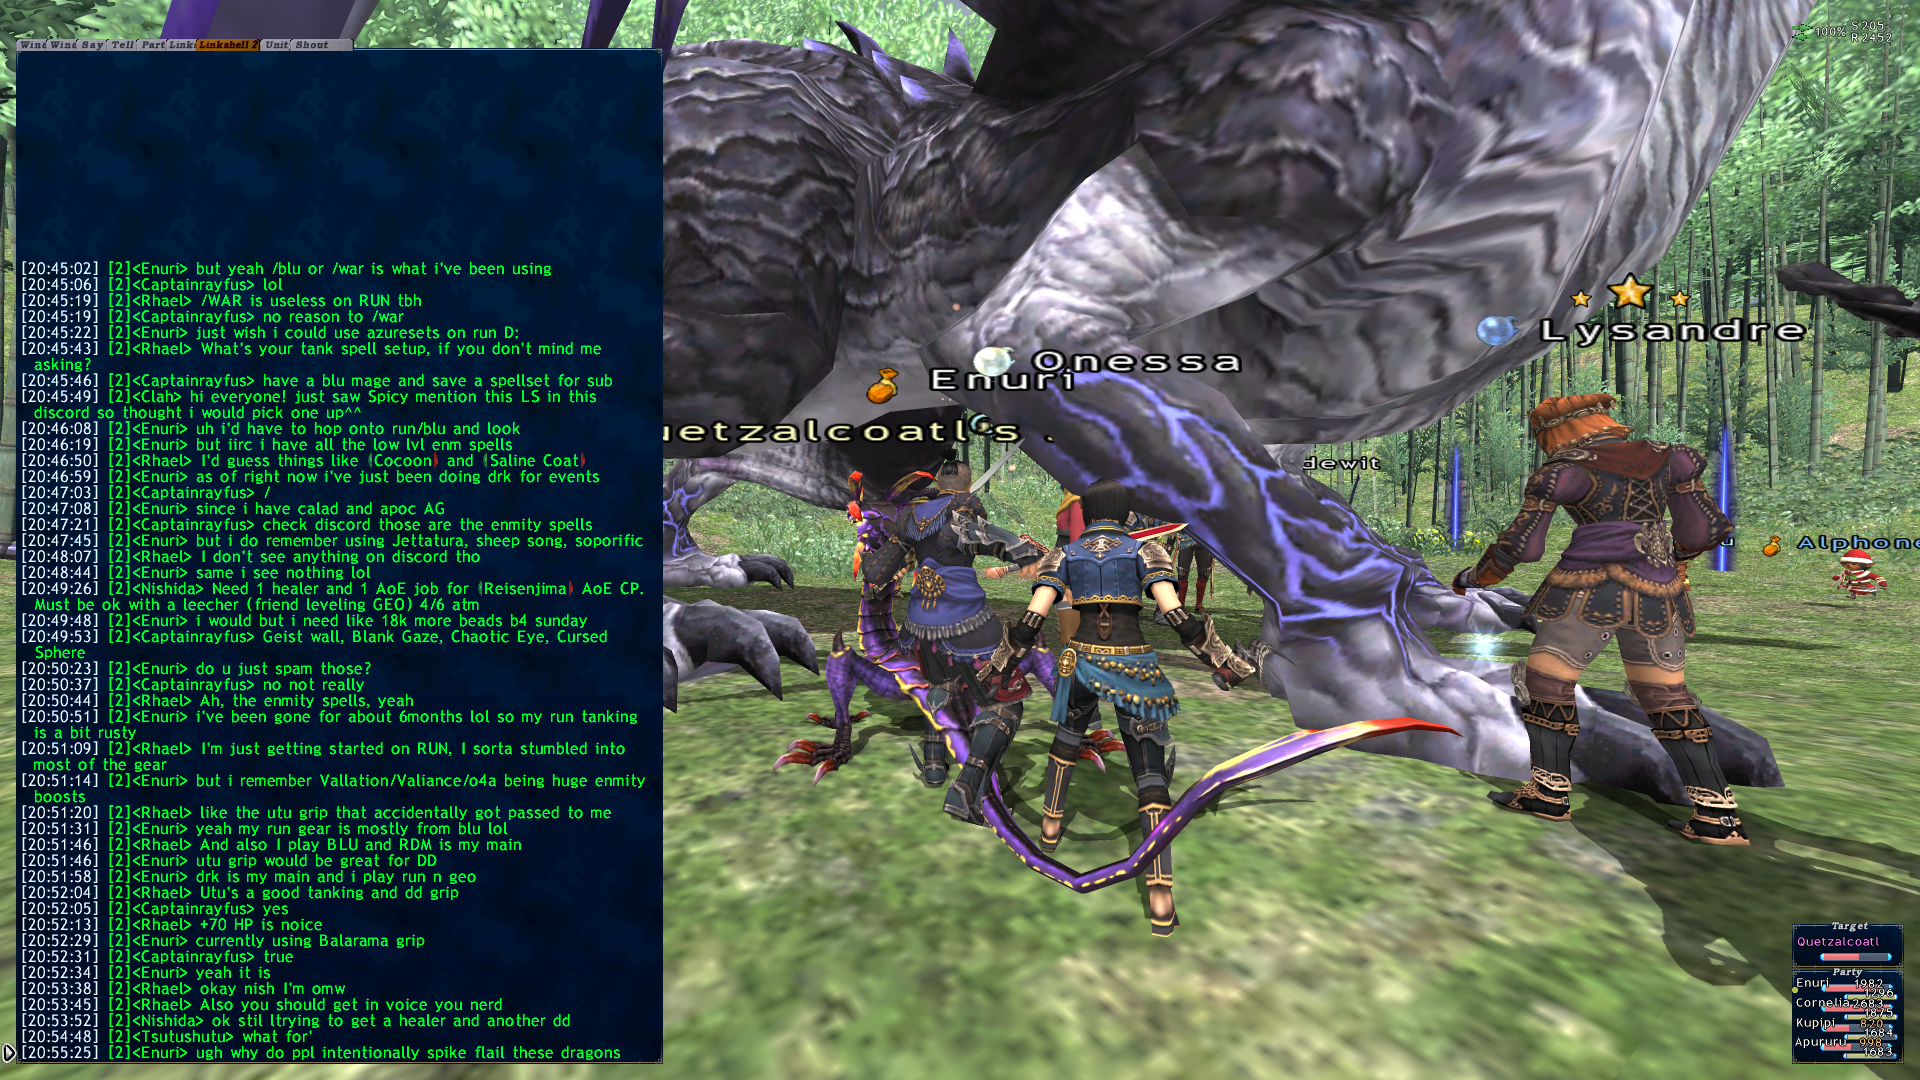 Wind Wind Say Tell Part Link Linkshell 2 Unit Shout
[20:45:02] [2]<Enuri> but yeah /blu or /war is what i've been using
[20:45:06] [2]<Captainrayfus> lol
[20:45:19] [2]<Rhael> /WAR is useless on RUN tbh
[20:45:19] [2]<Captainrayfus> no reason to /war
[20:45:22] [2]<Enuri> just wish i could use azuresets on run D:
[20:45:43] [2]<Rhael> What's your tank spell setup, if you don't mind me
asking?
[20:45:46] [2]<Captainrayfus> have a blu mage and save a spellset for sub
[20:45:49] [2]<Clah> hi everyone! just saw Spicy mention this LS in this
discord so thought i would pick one up^^
[20:46:08] [2]<Enuri> uh i'd have to hop onto run/blu and look
[20:46:19] [2]<Enuri> but iirc i have all the low lvl enm spells
[20:46:50] [2]<Rhael> I'd guess things like (Cocoon) and (Saline Coat)
[20:46:59] [2]<Enuri> as of right now i've just been doing drk for events
[20:47:03] [2]<Captainrayfus> /
[20:47:08] [2]<Enuri> since i have calad and apoc AG
[20:47:21] [2]<Captainrayfus> check discord those are the enmity spells
[20:47:45] [2]<Enuri> but i do remember using Jettatura, sheep song, soporific
[20:48:07] [2]<Rhael> I don't see anything on discord tho
[20:48:44] [2]<Enuri> same i see nothing lol
[20:49:26] [2]<Nishida> Need 1 healer and 1 AoE job for (Reisenjima) AoE CP.
Must be ok with a leecher (friend leveling GEO) 4/6 atm
[20:49:48] [2]<Enuri> i would but i need like 18k more beads b4 sunday
[20:49:53] [2]<Captainrayfus> Geist wall, Blank Gaze, Chaotic Eye, Cursed
Sphere
[20:50:23] [2]<Enuri> do u just spam those?
[20:50:37] [2]<Captainrayfus> no not really
[20:50:44] [2]<Rhael> Ah, the enmity spells, yeah
[20:50:51] [2]<Enuri> i've been gone for about 6months lol so my run tanking
is a bit rusty
[20:51:09] [2]<Rhael> I'm just getting started on RUN, I sorta stumbled into
most of the gear
[20:51:14] [2]<Enuri> but i remember Vallation/Valiance/o4a being huge enmity
boosts
[20:51:20] [2]<Rhael> like the utu grip that accidentally got passed to me
[20:51:31] [2]<Enuri> yeah my run gear is mostly from blu lol
[20:51:46] [2]<Rhael> And also I play BLU and RDM is my main
[20:51:46] [2]<Enuri> utu grip would be great for DD
[20:51:58] [2]<Enuri> drk is my main and i play run n geo
[20:52:04] [2]<Rhael> Utu's a good tanking and dd grip
[20:52:05] [2]<Captainrayfus> yes
[20:52:13] [2]<Rhael> +70 HP is noice
[20:52:29] [2]<Enuri> currently using Balarama grip
[20:52:31] [2]<Captainrayfus> true
[20:52:34] [2]<Enuri> yeah it is
[20:53:38] [2]<Rhael> okay nish I'm omw
[20:53:45] [2]<Rhael> Also you should get in voice you nerd
[20:53:52] [2]<Nishida> ok stil ltrying to get a healer and another dd
[20:54:48] [2]<Tsutushutu> what for'
[20:55:25] [2]<Enuri> ugh why do ppl intentionally spike flail these dragons
100% S 205
R 2452
Lysandre
Onessa
Enuri
uetzalcoatl's
dewit
Alphone
Target
Quetzalcoatl
Party
Enuri 1982
1296
Cornelia 2683
1875
Kupipi 820
1684
Apururu 998
1683